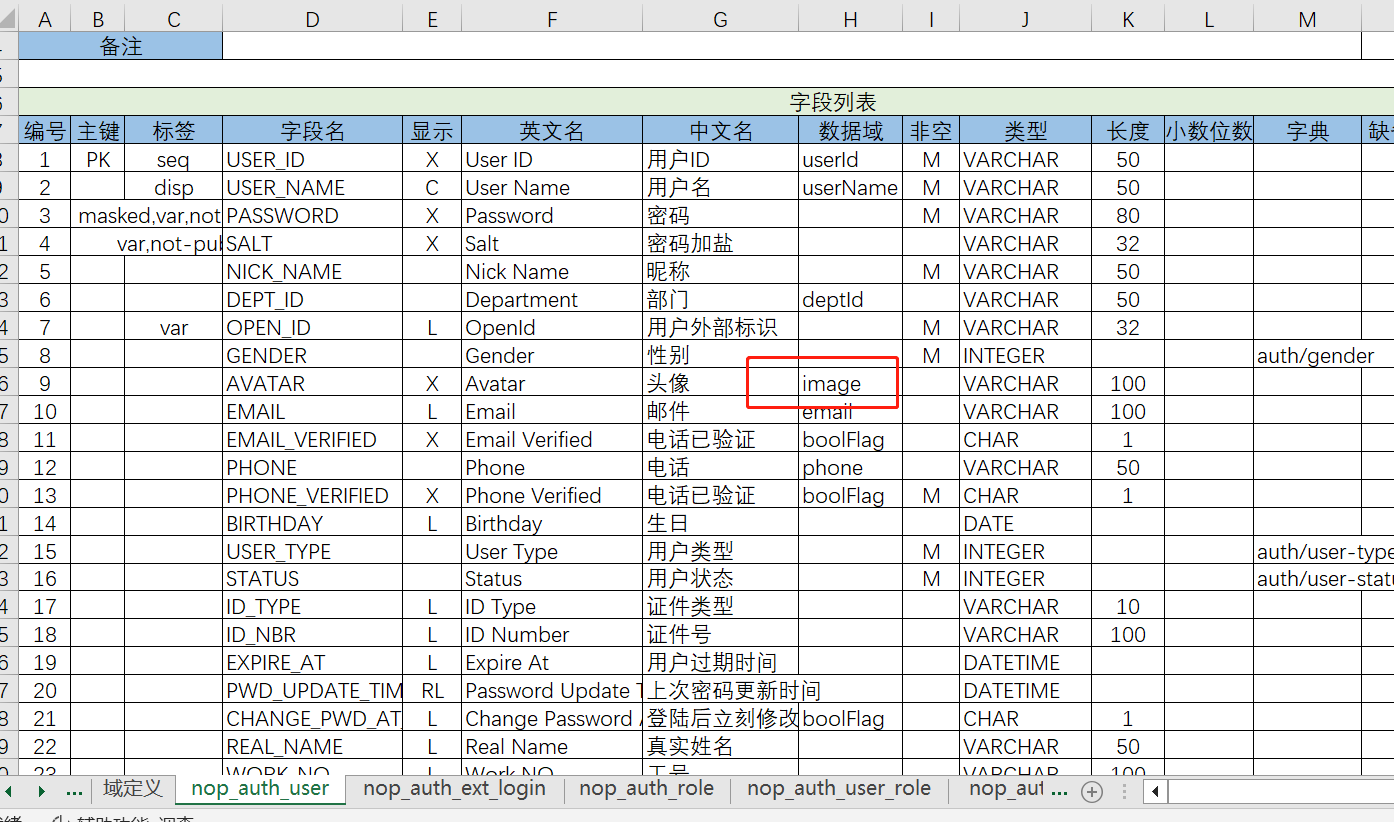 A B C D E F G H I J K L M
备注
字段列表
编号 主键 标签 字段名 显示 英文名 中文名 数据域 非空 类型 长度 小数位数 字典
1 PK seq USER_ID X User ID 用户ID userId M VARCHAR 50
2 disp USER_NAME C User Name 用户名 userName M VARCHAR 50
3 masked,var,not PASSWORD X Password 密码 M VARCHAR 80
4 var,not-pub SALT X Salt 密码加盐 VARCHAR 32
5 NICK_NAME Nick Name 昵称 M VARCHAR 50
6 DEPT_ID Department 部门 deptId VARCHAR 50
7 var OPEN_ID L OpenId 用户外部标识 M VARCHAR 32
8 GENDER Gender 性别 M INTEGER auth/gender
9 AVATAR X Avatar 头像 image VARCHAR 100
10 EMAIL L Email 邮件 email VARCHAR 100
11 EMAIL_VERIFIED X Email Verified 电话已验证 boolFlag CHAR 1
12 PHONE Phone 电话 phone VARCHAR 50
13 PHONE_VERIFIED X Phone Verified 电话已验证 boolFlag M CHAR 1
14 BIRTHDAY L Birthday 生日 DATE
15 USER_TYPE User Type 用户类型 M INTEGER auth/user-type
16 STATUS Status 用户状态 M INTEGER auth/user-statu
17 ID_TYPE L ID Type 证件类型 VARCHAR 10
18 ID_NBR L ID Number 证件号 VARCHAR 100
19 EXPIRE_AT L Expire At 用户过期时间 DATETIME
20 PWD_UPDATE_TIM RL Password Update 上次密码更新时间 DATETIME
21 CHANGE_PWD_AT_ L Change Password 登陆后立刻修改 boolFlag CHAR 1
22 REAL_NAME L Real Name 真实姓名 VARCHAR 50
23 WORK_NO L Work NO 工号 VARCHAR 100
... 域定义 nop_auth_user nop_auth_ext_login nop_auth_role nop_auth_user_role nop_aut ...